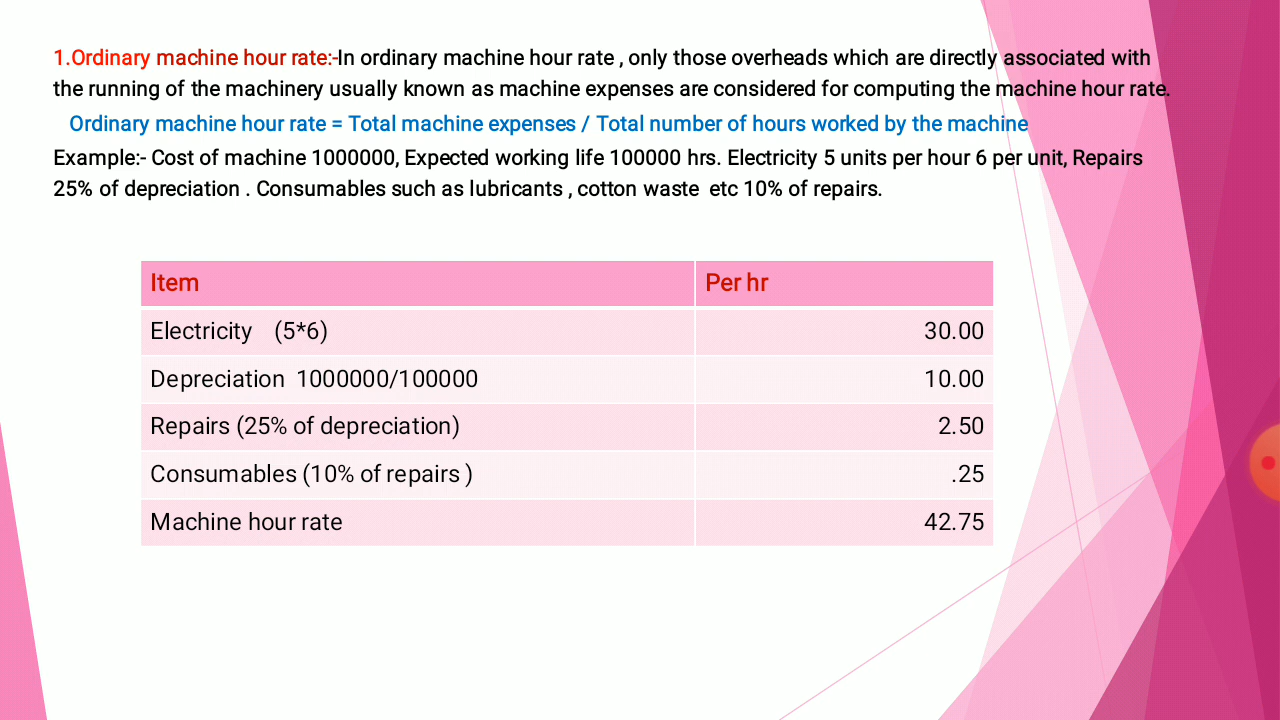 1.Ordinary machine hour rate:-In ordinary machine hour rate , only those overheads which are directly associated with
the running of the machinery usually known as machine expenses are considered for computing the machine hour rate.
Ordinary machine hour rate = Total machine expenses / Total number of hours worked by the machine
Example:- Cost of machine 1000000, Expected working life 100000 hrs. Electricity 5 units per hour 6 per unit, Repairs
25% of depreciation . Consumables such as lubricants , cotton waste etc 10% of repairs.
Item Per hr
Electricity (5*6) 30.00
Depreciation 1000000/100000 10.00
Repairs (25% of depreciation) 2.50
Consumables (10% of repairs ) .25
Machine hour rate 42.75